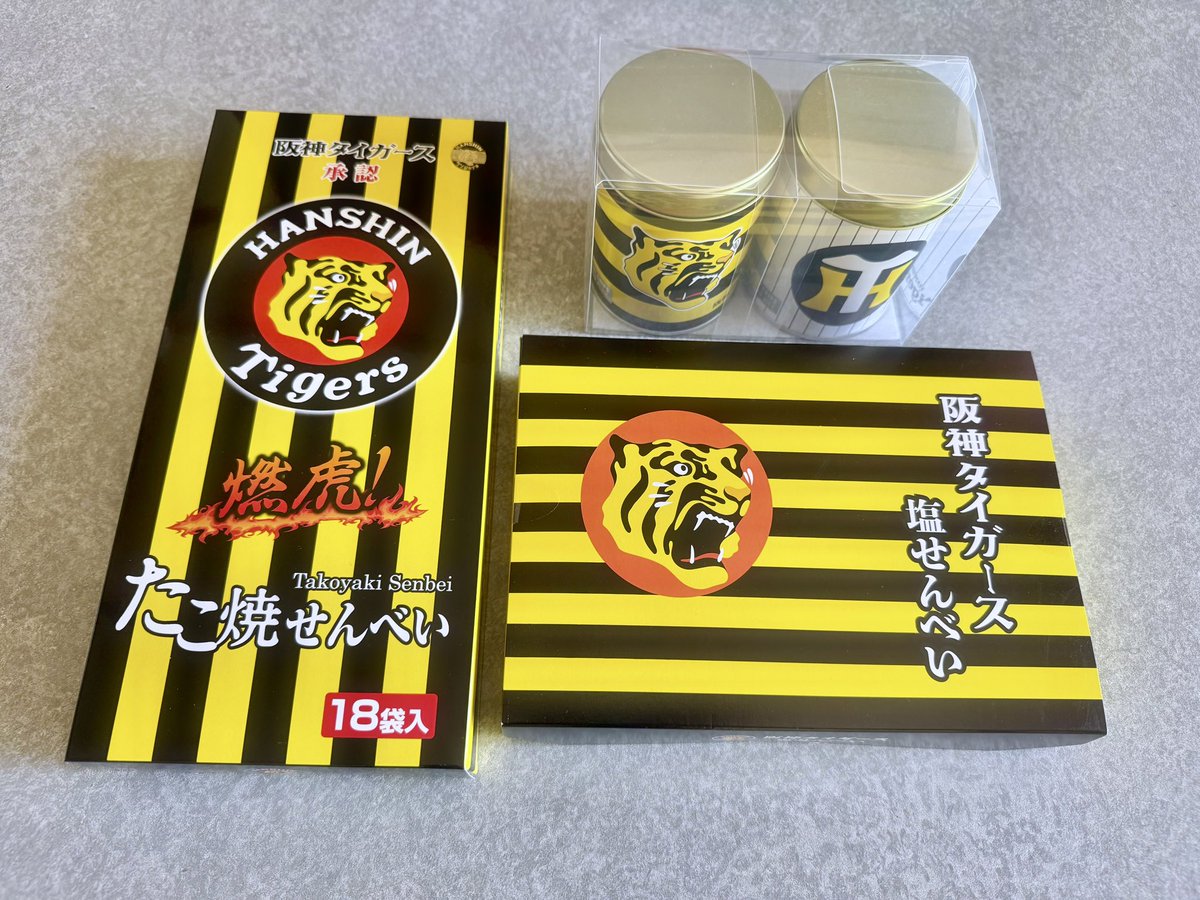 阪神タイガース
承認
HANSHIN
Tigers
燃虎!
Takoyaki Senbei
たこ焼せんべい
18袋入
TH
阪神タイガース
塩せんべい